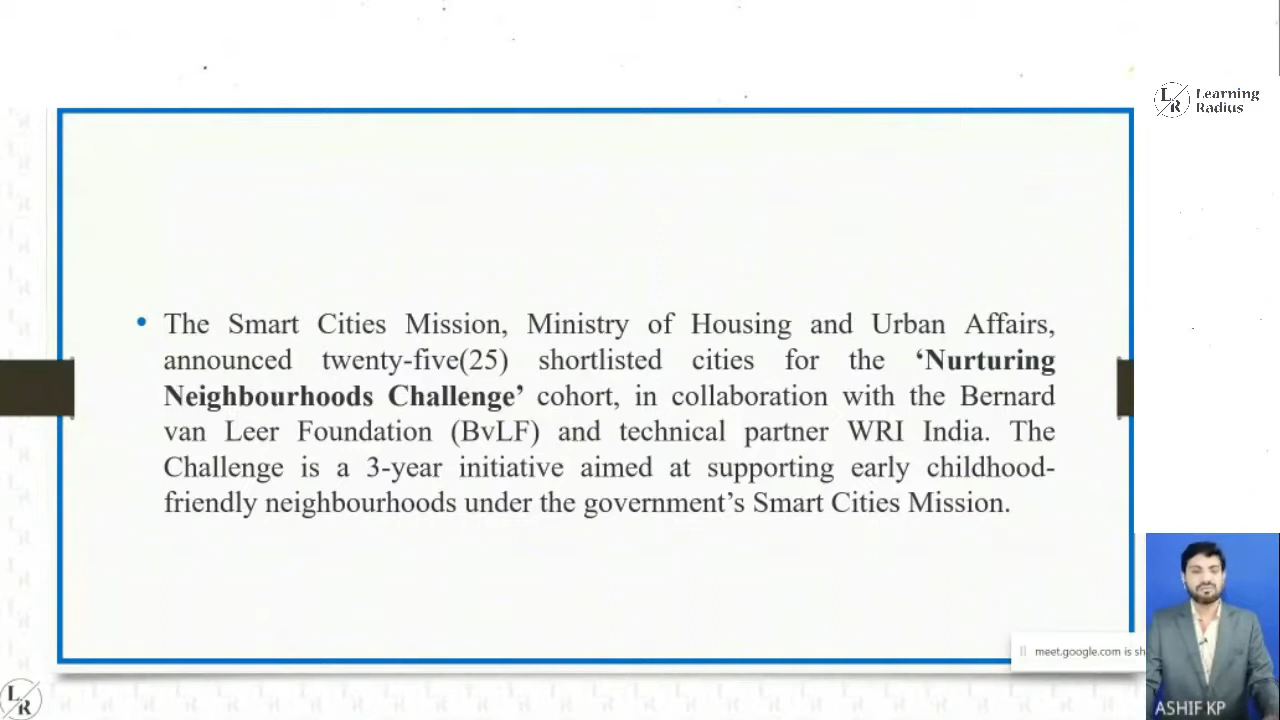 L R Learning
Radius
• The Smart Cities Mission, Ministry of Housing and Urban Affairs,
announced twenty-five(25) shortlisted cities for the ‘Nurturing
Neighbourhoods Challenge’ cohort, in collaboration with the Bernard
van Leer Foundation (BvLF) and technical partner WRI India. The
Challenge is a 3-year initiative aimed at supporting early childhood-
friendly neighbourhoods under the government’s Smart Cities Mission.
meet.google.com is sh
L R
ASHIF KP